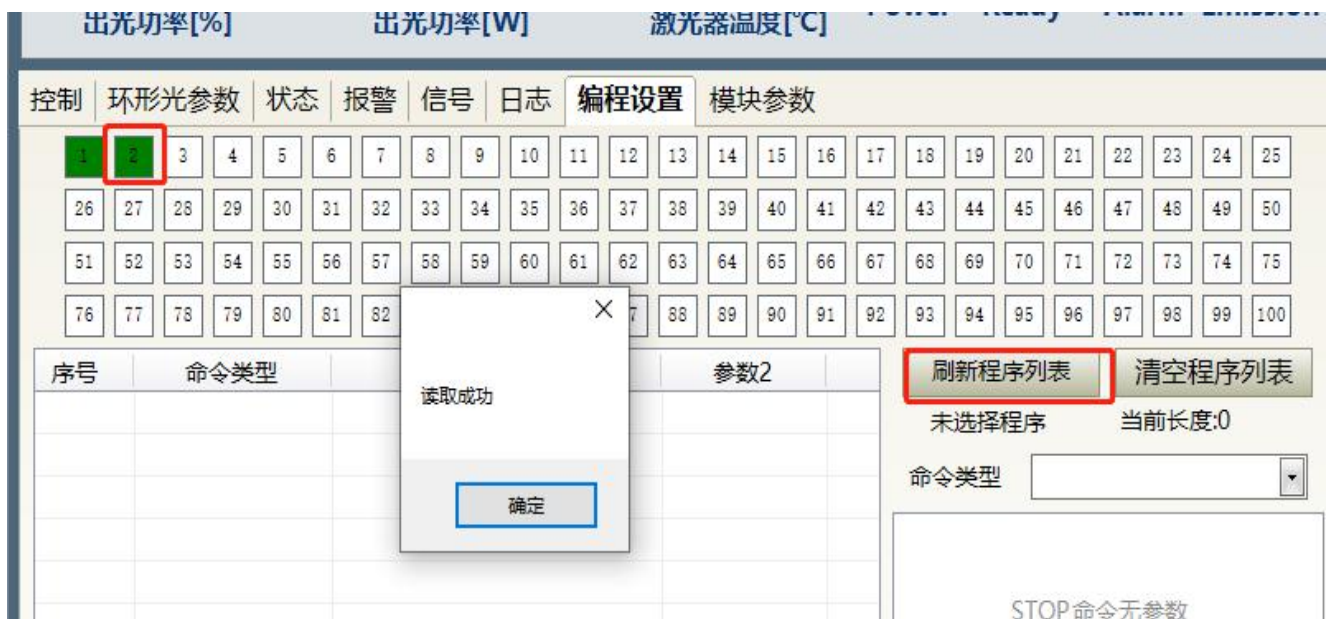 出光功率[%] 出光功率[W] 激光器温度[℃] Power Ready Alarm Emission
控制 环形光参数 状态 报警 信号 日志 编程设置 模块参数
1 2 3 4 5 6 7 8 9 10 11 12 13 14 15 16 17 18 19 20 21 22 23 24 25
26 27 28 29 30 31 32 33 34 35 36 37 38 39 40 41 42 43 44 45 46 47 48 49 50
51 52 53 54 55 56 57 58 59 60 61 62 63 64 65 66 67 68 69 70 71 72 73 74 75
76 77 78 79 80 81 82 7 88 89 90 91 92 93 94 95 96 97 98 99 100
序号 命令类型 参数2 刷新程序列表 清空程序列表
读取成功
未选择程序 当前长度:0
命令类型
确定
STOP命令无参数